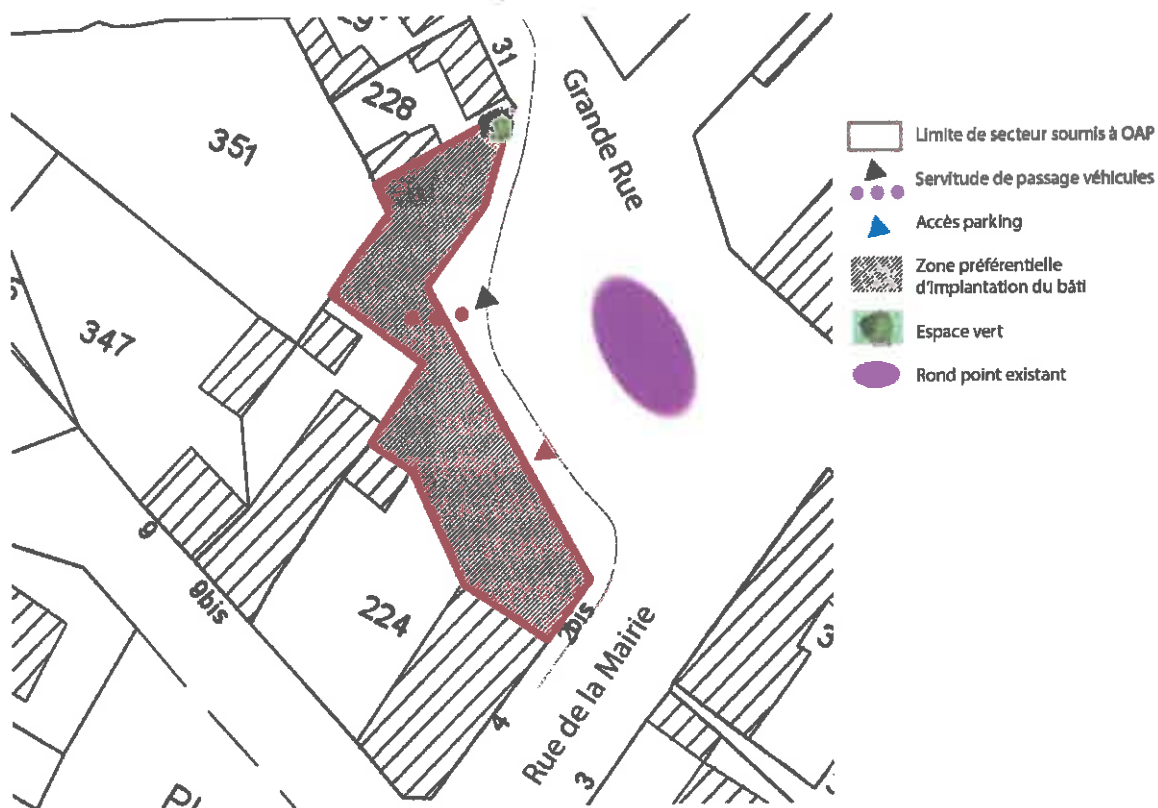 31
228
351
Grande Rue
347
9
9bis
224
2bis
4
Rue de la Mairie
3
Limite de secteur soumis à OAP
Servitude de passage véhicules
Accès parking
Zone préférentielle
d'implantation du bâti
Espace vert
Rond point existant